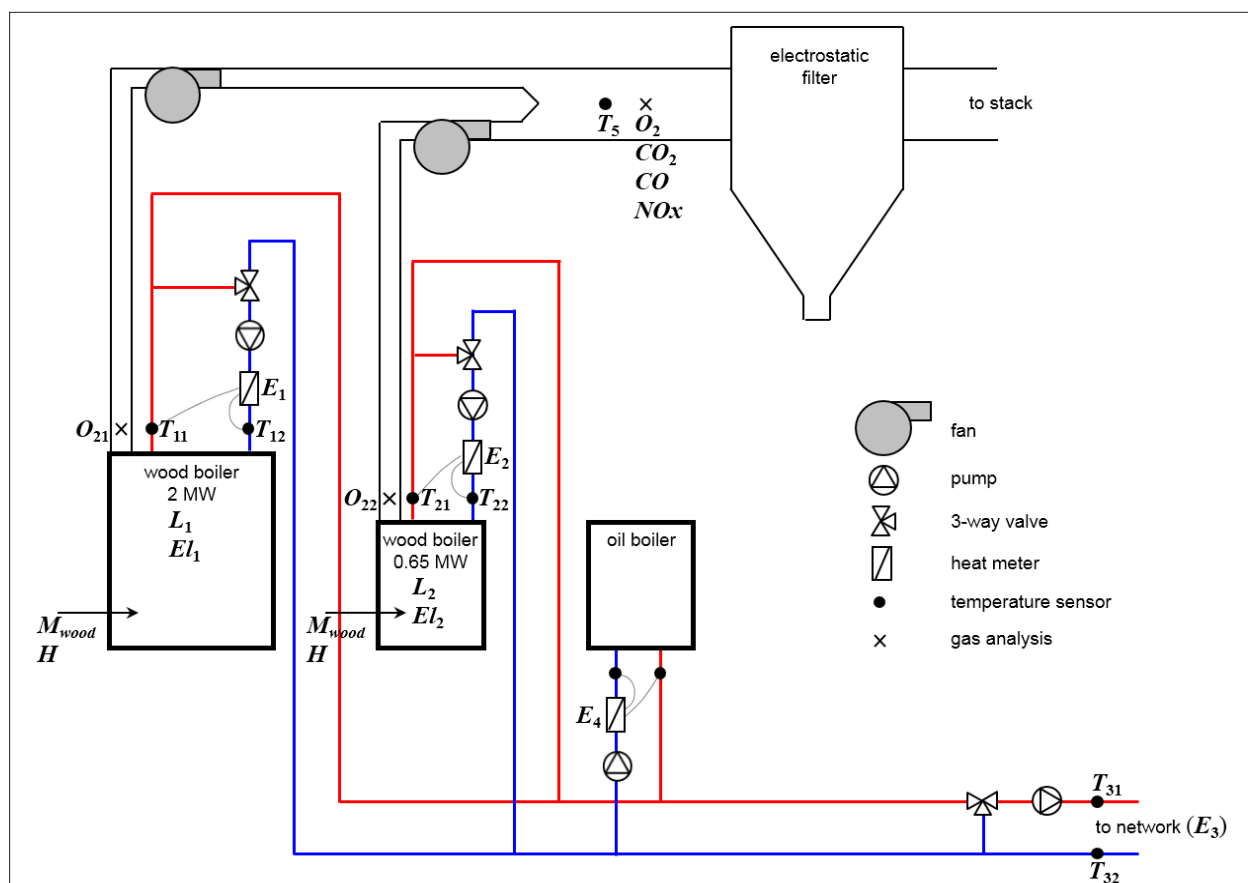 electrostatic
filter
to stack
T5
O2
CO2
CO
NOx
E1
O21
T11
T12
wood boiler
2 MW
L1
El1
Mwood
H
E2
O22
T21
T22
wood boiler
0.65 MW
L2
El2
Mwood
H
oil boiler
E4
fan
pump
3-way valve
heat meter
temperature sensor
gas analysis
T31
to network (E3)
T32